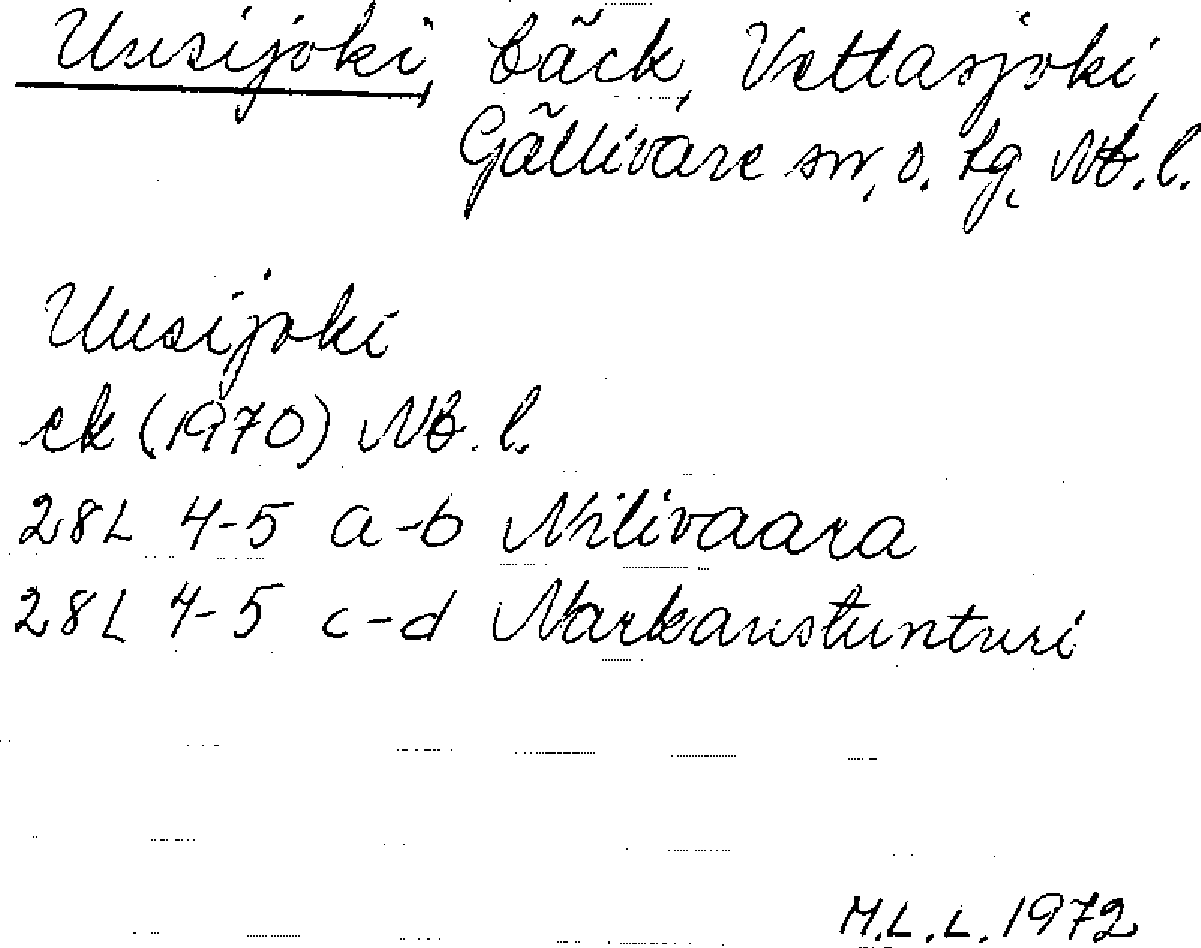 Uusijoki, bäck, Vettasjoki,
Gällivare sn, o. lg, Nb. l.
Uusijoki
ek (1970) Nb. l.
28L 4-5 a-b Nilivaara
28L 4-5 c-d Narkaustunturi
M.L.L. 1972